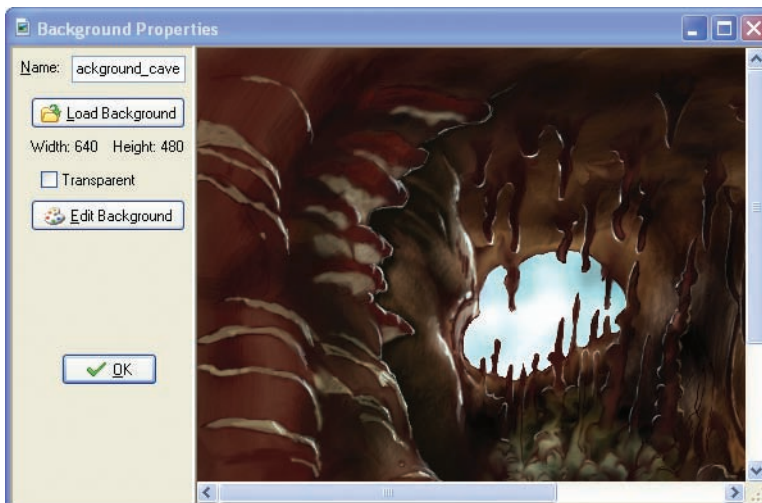 Background Properties
Name: ackground_cave
Load Background
Width: 640 Height: 480
Transparent
Edit Background
OK